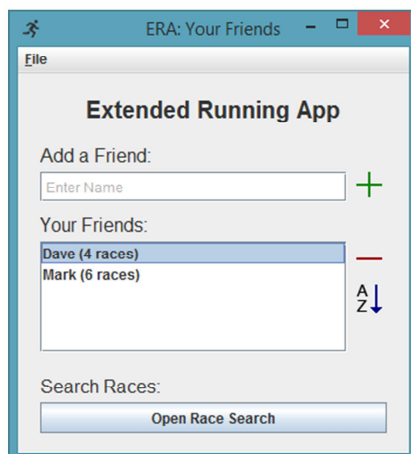 ERA: Your Friends
File
Extended Running App
Add a Friend:
Enter Name
Your Friends:
Dave (4 races)
Mark (6 races)
A
Z
Search Races:
Open Race Search